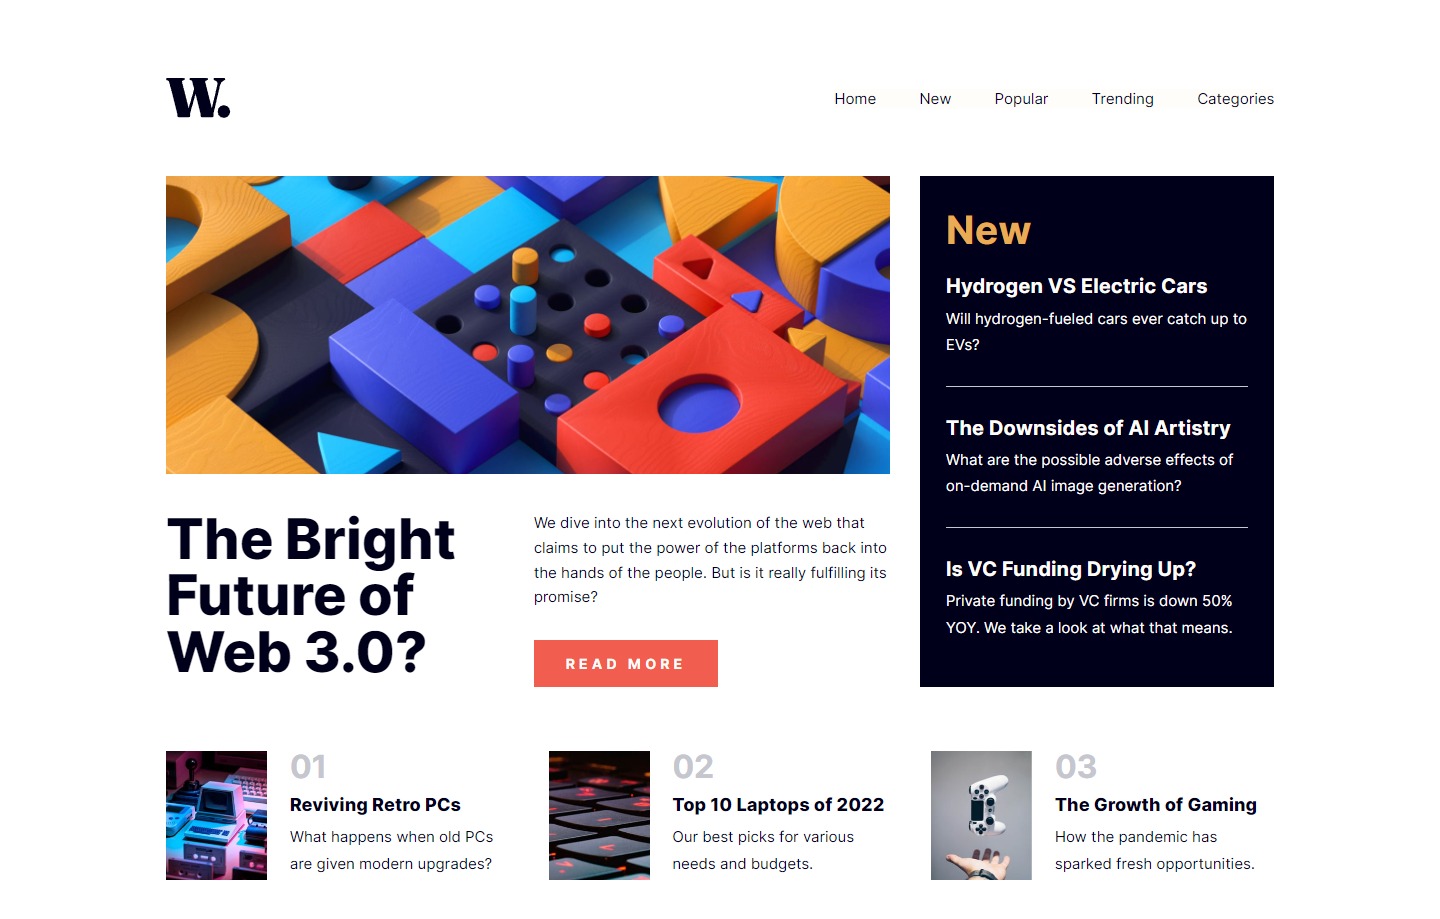 W.
Home New Popular Trending Categories
The Bright
Future of
Web 3.0?
We dive into the next evolution of the web that
claims to put the power of the platforms back into
the hands of the people. But is it really fulfilling its
promise?
READ MORE
New
Hydrogen VS Electric Cars
Will hydrogen-fueled cars ever catch up to
EVs?
The Downsides of AI Artistry
What are the possible adverse effects of
on-demand AI image generation?
Is VC Funding Drying Up?
Private funding by VC firms is down 50%
YOY. We take a look at what that means.
01
Reviving Retro PCs
What happens when old PCs
are given modern upgrades?
02
Top 10 Laptops of 2022
Our best picks for various
needs and budgets.
03
The Growth of Gaming
How the pandemic has
sparked fresh opportunities.